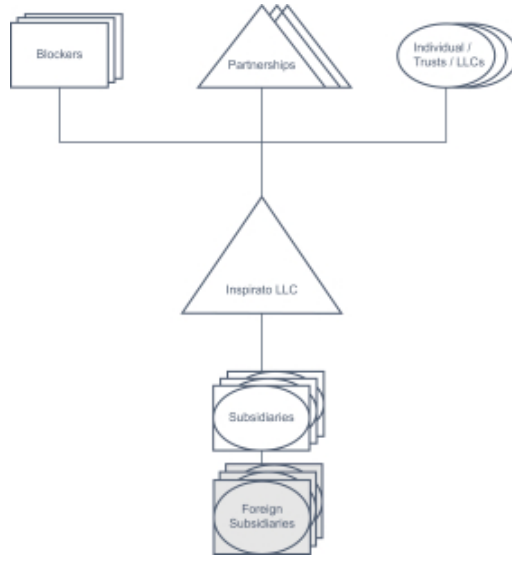 Blockers
Partnerships
Individual /
Trusts / LLCs
Inspirato LLC
Subsidiaries
Foreign
Subsidiaries